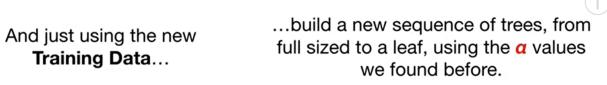 And just using the new
Training Data...
...build a new sequence of trees, from
full sized to a leaf, using the α values
we found before.